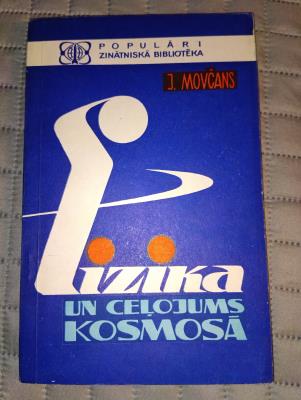 POPULĀRI
ZINĀTNISKĀ BIBLIOTĒKA
J. MOVČANS
Fizika
UN CEĻOJUMS
KOSMOSĀ